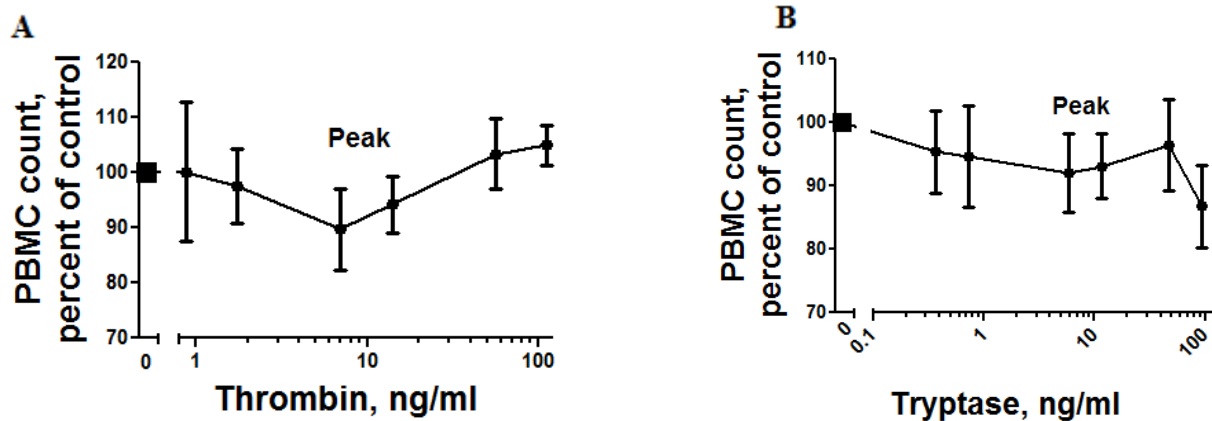 A
PBMC count,
percent of control
120
110
100
90
80
70
Peak
0
1
10
100
Thrombin, ng/ml
B
PBMC count,
percent of control
110
100
90
80
70
Peak
0
0.1
1
10
100
Tryptase, ng/ml